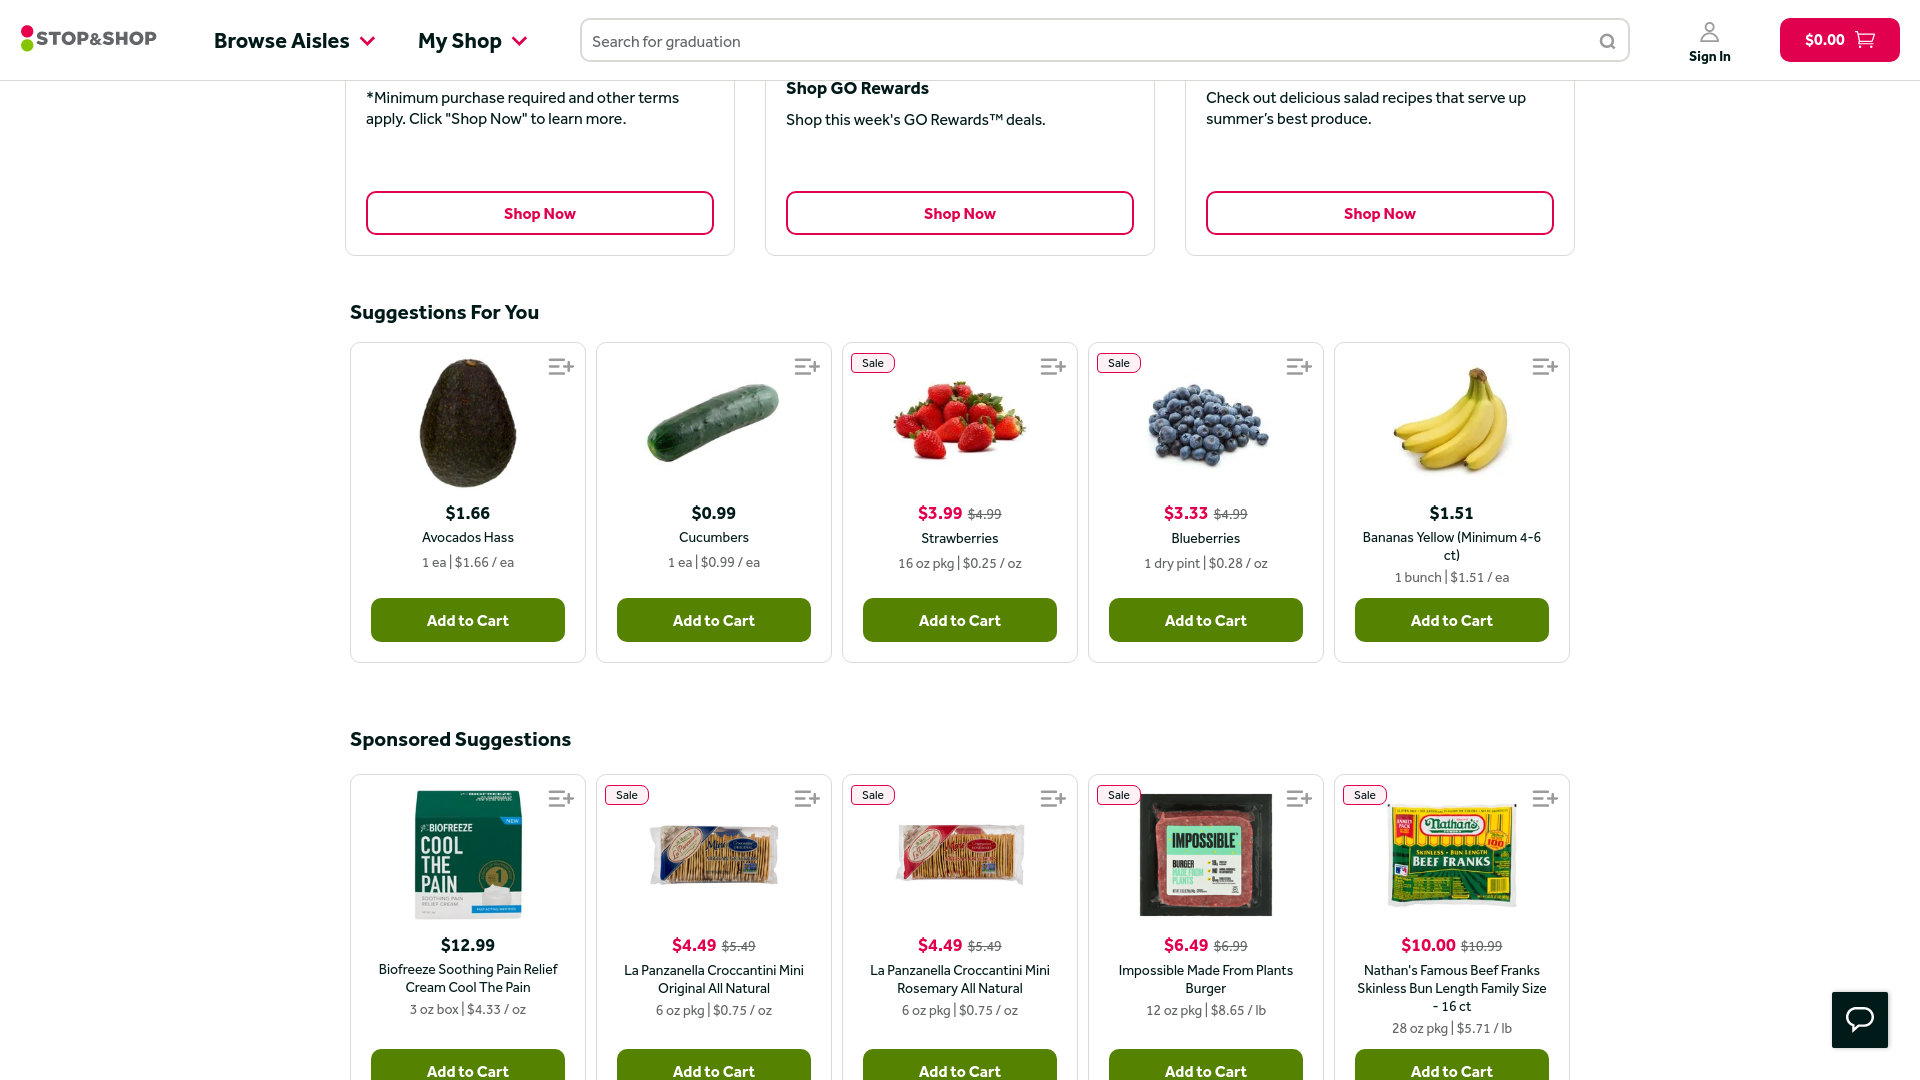 STOP&SHOP
Browse Aisles
My Shop
Search for graduation
Sign In
$0.00
*Minimum purchase required and other terms
apply. Click "Shop Now" to learn more.
Shop Now
Shop GO Rewards
Shop this week's GO Rewards™ deals.
Shop Now
Check out delicious salad recipes that serve up
summer’s best produce.
Shop Now
Suggestions For You
$1.66
Avocados Hass
1 ea | $1.66 / ea
Add to Cart
$0.99
Cucumbers
1 ea | $0.99 / ea
Add to Cart
Sale
$3.99 $4.99
Strawberries
16 oz pkg | $0.25 / oz
Add to Cart
Sale
$3.33 $4.99
Blueberries
1 dry pint | $0.28 / oz
Add to Cart
$1.51
Bananas Yellow (Minimum 4-6
ct)
1 bunch | $1.51 / ea
Add to Cart
Sponsored Suggestions
BIOFREEZE
NEW
COOL
THE
PAIN
SOOTHING PAIN
RELIEF CREAM
$12.99
Biofreeze Soothing Pain Relief
Cream Cool The Pain
3 oz box | $4.33 / oz
Add to Cart
Sale
Mini
$4.49 $5.49
La Panzanella Croccantini Mini
Original All Natural
6 oz pkg | $0.75 / oz
Add to Cart
Sale
Mini
$4.49 $5.49
La Panzanella Croccantini Mini
Rosemary All Natural
6 oz pkg | $0.75 / oz
Add to Cart
Sale
IMPOSSIBLE
BURGER
MADE FROM
PLANTS
$6.49 $6.99
Impossible Made From Plants
Burger
12 oz pkg | $8.65 / lb
Add to Cart
Sale
Nathan's
SKINLESS • BUN LENGTH
BEEF FRANKS
$10.00 $10.99
Nathan's Famous Beef Franks
Skinless Bun Length Family Size
- 16 ct
28 oz pkg | $5.71 / lb
Add to Cart